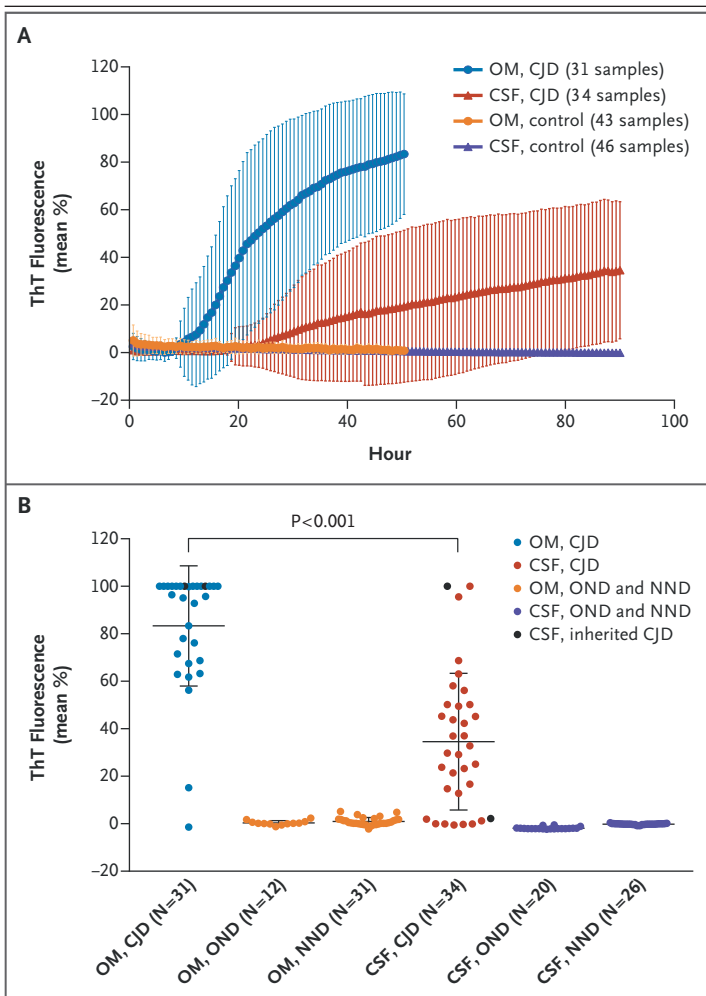 A
120
100
80
60
40
20
0
−20
ThT Fluorescence
(mean %)
OM, CJD (31 samples)
CSF, CJD (34 samples)
OM, control (43 samples)
CSF, control (46 samples)
0 20 40 60 80 100
Hour
B
P<0.001
120
100
80
60
40
20
0
−20
ThT Fluorescence
(mean %)
OM, CJD
CSF, CJD
OM, OND and NND
CSF, OND and NND
CSF, inherited CJD
OM, CJD (N=31)
OM, OND (N=12)
OM, NND (N=31)
CSF, CJD (N=34)
CSF, OND (N=20)
CSF, NND (N=26)